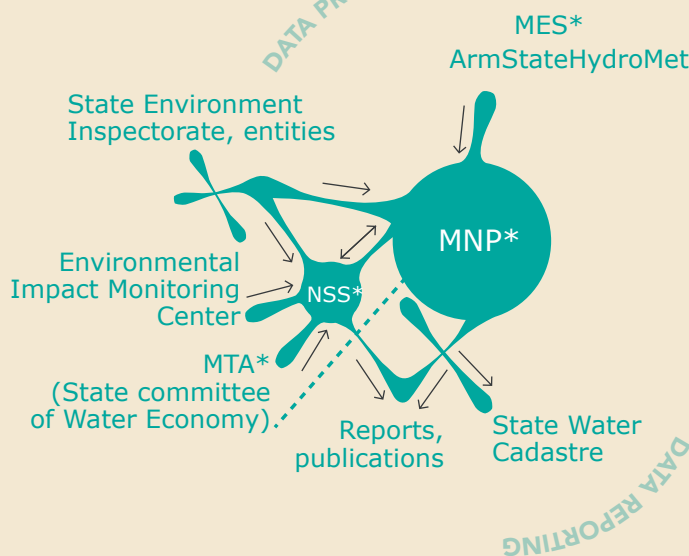 DATA
MES*
ArmStateHydroMet
State Environment
Inspectorate, entities
MNP*
NSS*
Environmental
Impact Monitoring
Center
MTA*
(State committee
of Water Economy)
Reports,
publications
State Water
Cadastre
DATA REPORTING